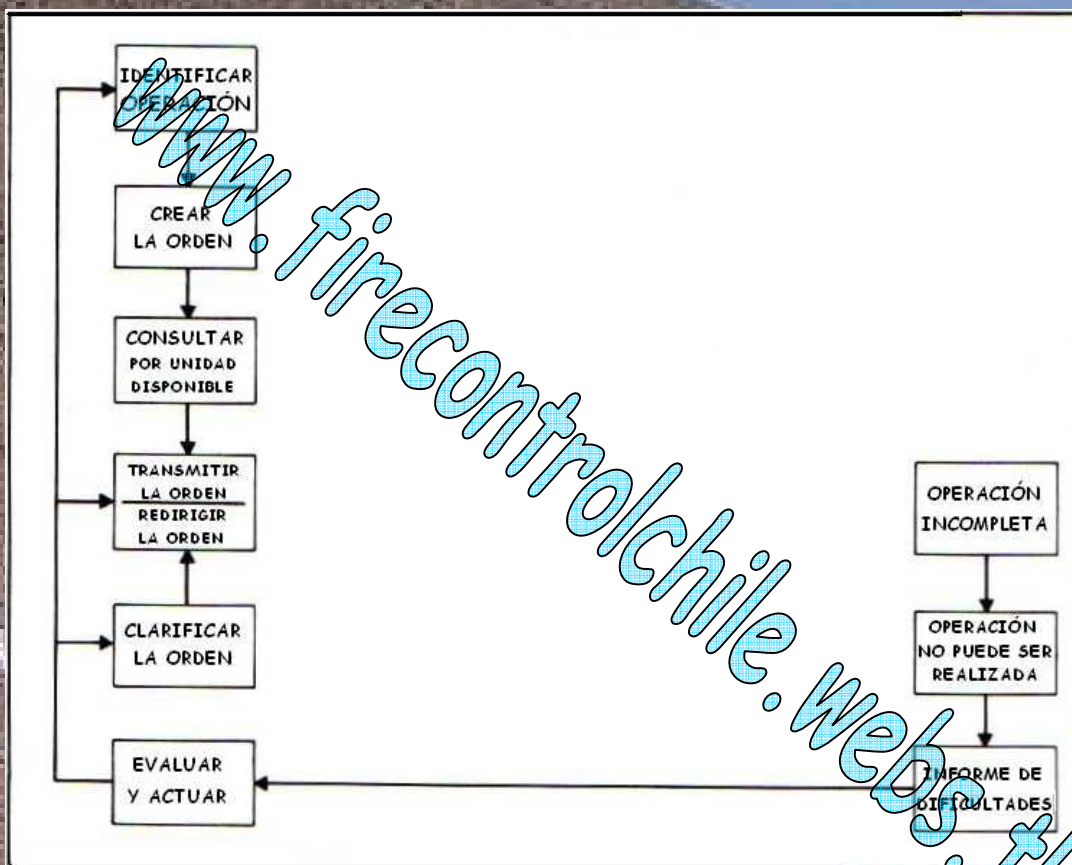 IDENTIFICAR
OPERACIÓN
CREAR
LA ORDEN
CONSULTAR
POR UNIDAD
DISPONIBLE
TRANSMITIR
LA ORDEN
REDIRIGIR
LA ORDEN
CLARIFICAR
LA ORDEN
EVALUAR
Y ACTUAR
OPERACIÓN
INCOMPLETA
OPERACIÓN
NO PUEDE SER
REALIZADA
INFORME DE
DIFICULTADES
www.firecontrolchile.webs.